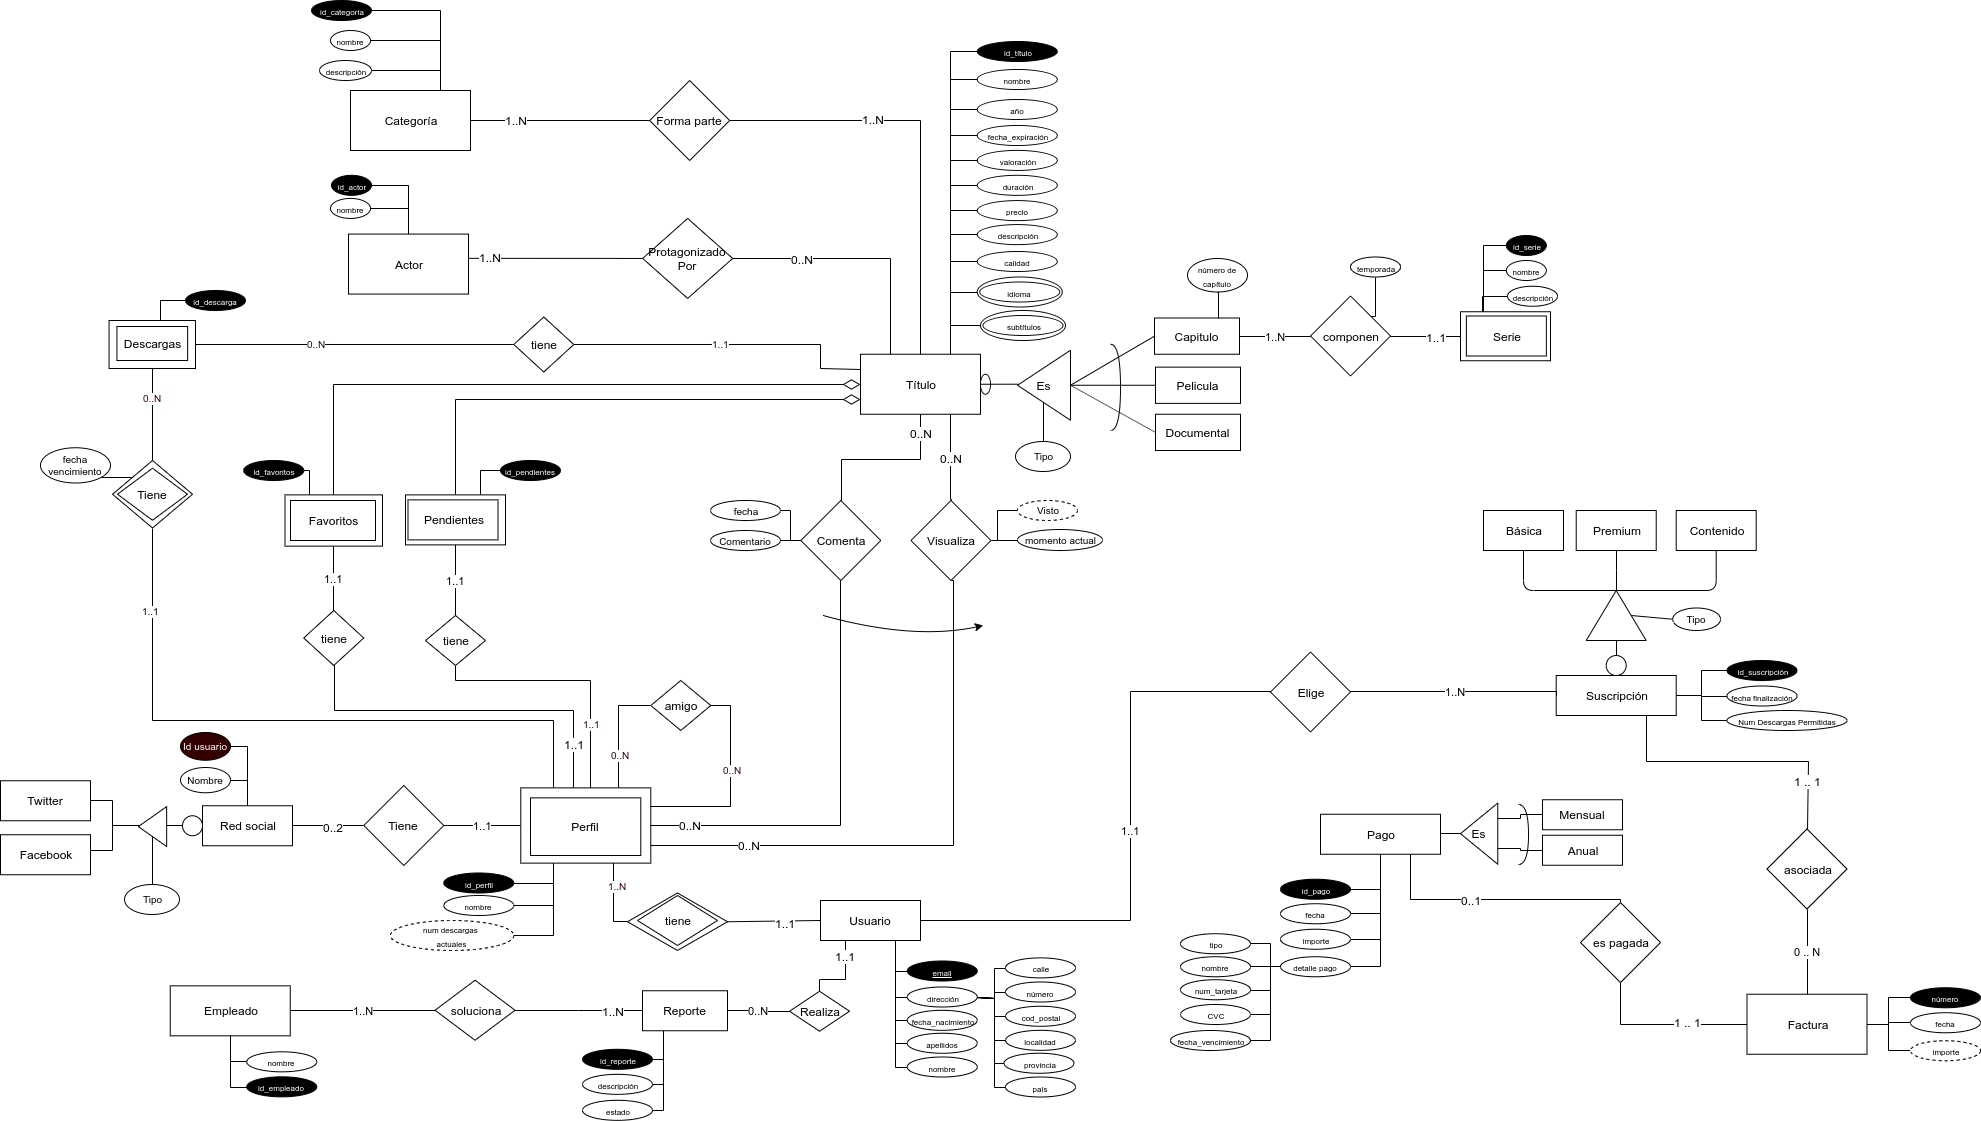 id_categoría
nombre
descripción
Categoría
1..N
Forma parte
1..N
id_título
nombre
año
fecha_expiración
valoración
duración
precio
descripción
calidad
idioma
subtítulos
id_actor
nombre
Actor
1..N
Protagonizado
Por
0..N
id_descarga
Descargas
0..N
tiene
1..1
Título
Es
Tipo
número de
capítulo
Capitulo
Pelicula
Documental
1..N
temporada
componen
1..1
id_serie
nombre
descripción
Serie
0..N
fecha
vencimiento
Tiene
1..1
id_favoritos
Favoritos
1..1
tiene
1..1
id_pendientes
Pendientes
1..1
tiene
1..1
0..N
0..N
fecha
Comentario
Comenta
Visualiza
Visto
momento actual
amigo
0..N
0..N
Básica
Premium
Contenido
Tipo
Elige
1..N
Suscripción
id_suscripción
fecha finalización
Num Descargas Permitidas
Id usuario
Nombre
Twitter
Facebook
Tipo
Red social
0..2
Tiene
1..1
Perfil
0..N
0..N
id_perfil
nombre
num descargas
actuales
1..N
tiene
1..1
Usuario
1..1
1..1
email
dirección
fecha_nacimiento
apellidos
nombre
calle
número
cod_postal
localidad
provincia
país
Empleado
nombre
id_empleado
1..N
soluciona
1..N
Reporte
0..N
Realiza
id_reporte
descripción
estado
Pago
Es
Mensual
Anual
id_pago
fecha
importe
detalle pago
tipo
nombre
num_tarjeta
CVC
fecha_vencimiento
0..1
es pagada
1 .. 1
1 .. 1
asociada
0 .. N
Factura
número
fecha
importe